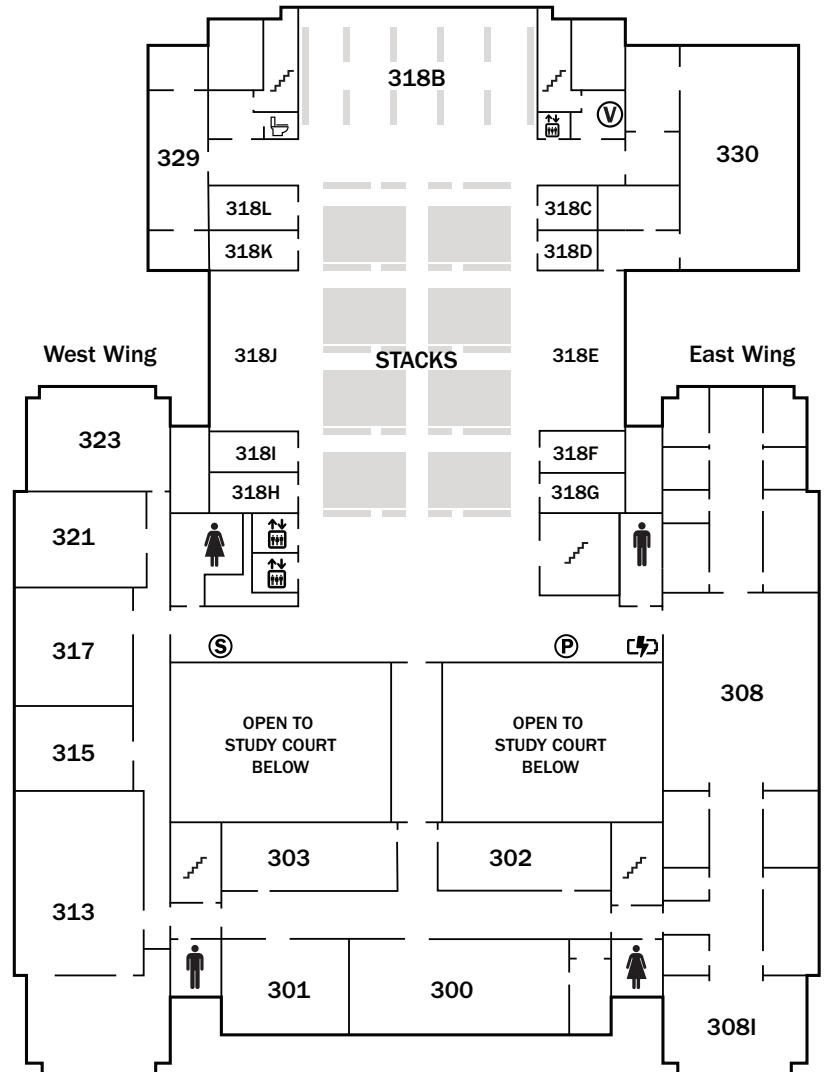 318B
V
329
330
318L
318C
318K
318D
West Wing
318J
STACKS
318E
East Wing
323
318I
318F
318H
318G
321
317
S
P
308
315
OPEN TO
STUDY COURT
BELOW
OPEN TO
STUDY COURT
BELOW
303
302
313
301
300
308I